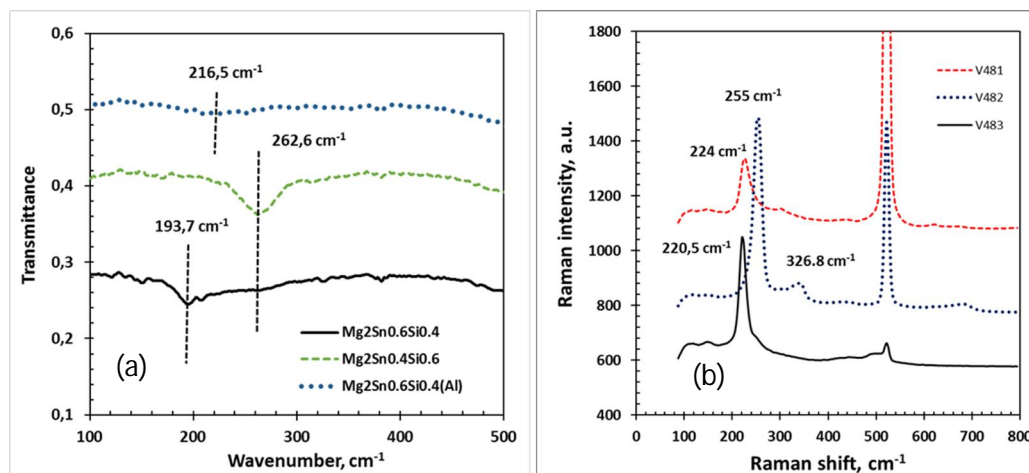 0,6
0,5
0,4
0,3
0,2
0,1
Transmittance
216,5 cm-1
262,6 cm-1
193,7 cm-1
Mg2Sn0.6Si0.4
Mg2Sn0.4Si0.6
Mg2Sn0.6Si0.4(Al)
(a)
100
200
300
400
500
Wavenumber, cm-1
1800
1600
1400
1200
1000
800
600
400
Raman intensity, a.u.
V481
V482
V483
255 cm-1
224 cm-1
220,5 cm-1
326.8 cm-1
(b)
0
100
200
300
400
500
600
700
800
Raman shift, cm-1